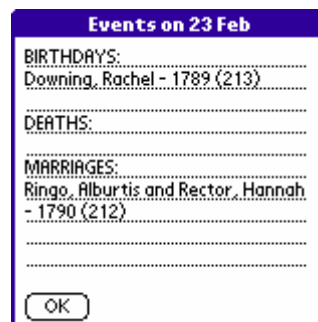 Events on 23 Feb
BIRTHDAYS:
Downing, Rachel - 1789 (213)
DEATHS:
MARRIAGES:
Ringo, Alburtis and Rector, Hannah
- 1790 (212)
OK